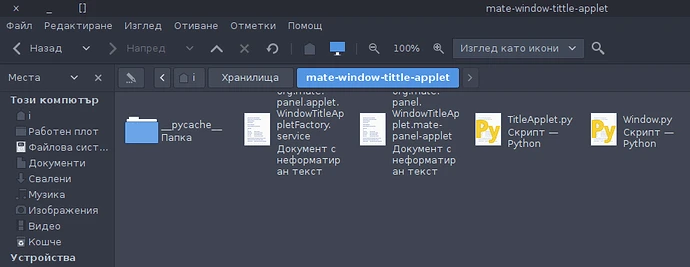 × _ [] mate-window-tittle-applet
Файл Редактиране Изглед Отиване Отметки Помощ
Назад Напред 100% Изглед като икони
Места i Хранилища mate-window-tittle-applet
Този компютър
i
Работен плот
Файлова сист...
Документи
Свалени
Музика
Изображения
Видео
Кошче
Устройства
__pycache__
Папка
org.mate.
panel.applet.
WindowTitleAp
pletFactory.
service
Документ с
неформатир
ан текст
org.mate.
panel.
WindowTitleAp
plet.mate-
panel-applet
Документ с
неформатир
ан текст
Py
TitleApplet.py
Скрипт —
Python
Py
Window.py
Скрипт —
Python